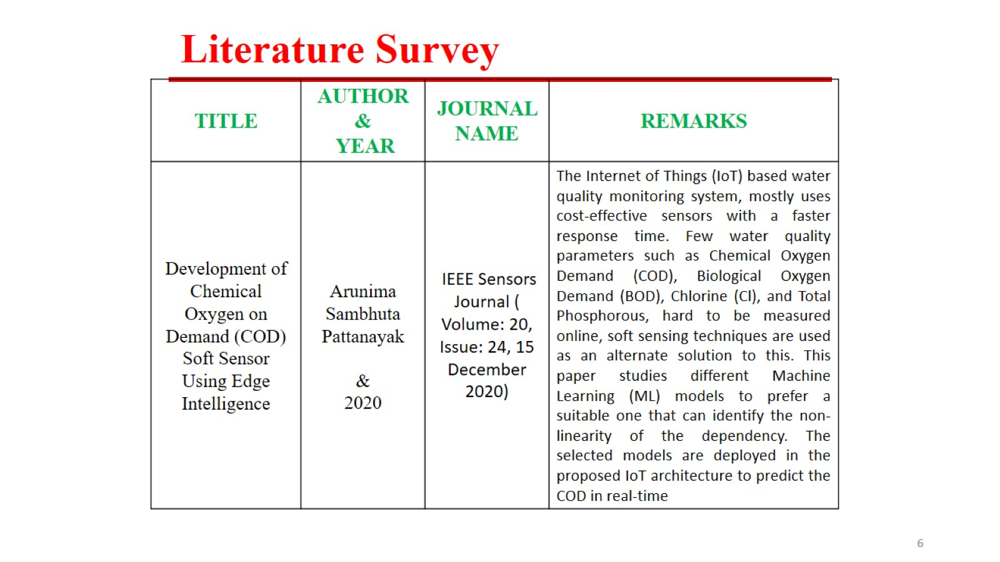 Literature Survey
TITLE
AUTHOR
&
YEAR
JOURNAL
NAME
REMARKS
Development of
Chemical
Oxygen on
Demand (COD)
Soft Sensor
Using Edge
Intelligence
Arunima
Sambhuta
Pattanayak
&
2020
IEEE Sensors
Journal (
Volume: 20,
Issue: 24, 15
December
2020)
The Internet of Things (IoT) based water
quality monitoring system, mostly uses
cost-effective sensors with a faster
response time. Few water quality
parameters such as Chemical Oxygen
Demand (COD), Biological Oxygen
Demand (BOD), Chlorine (Cl), and Total
Phosphorous, hard to be measured
online, soft sensing techniques are used
as an alternate solution to this. This
paper studies different Machine
Learning (ML) models to prefer a
suitable one that can identify the non-
linearity of the dependency. The
selected models are deployed in the
proposed IoT architecture to predict the
COD in real-time
6